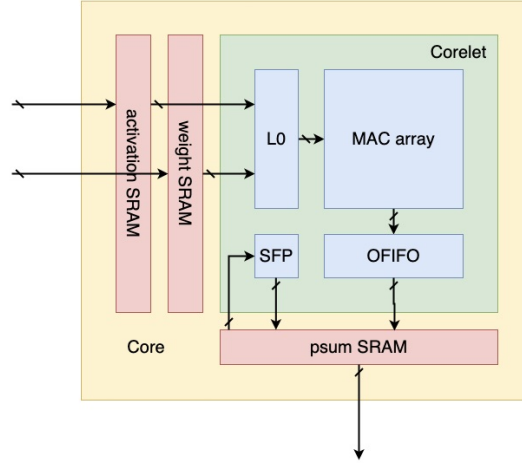 Corelet
activation SRAM
weight SRAM
L0
MAC array
SFP
OFIFO
Core
psum SRAM